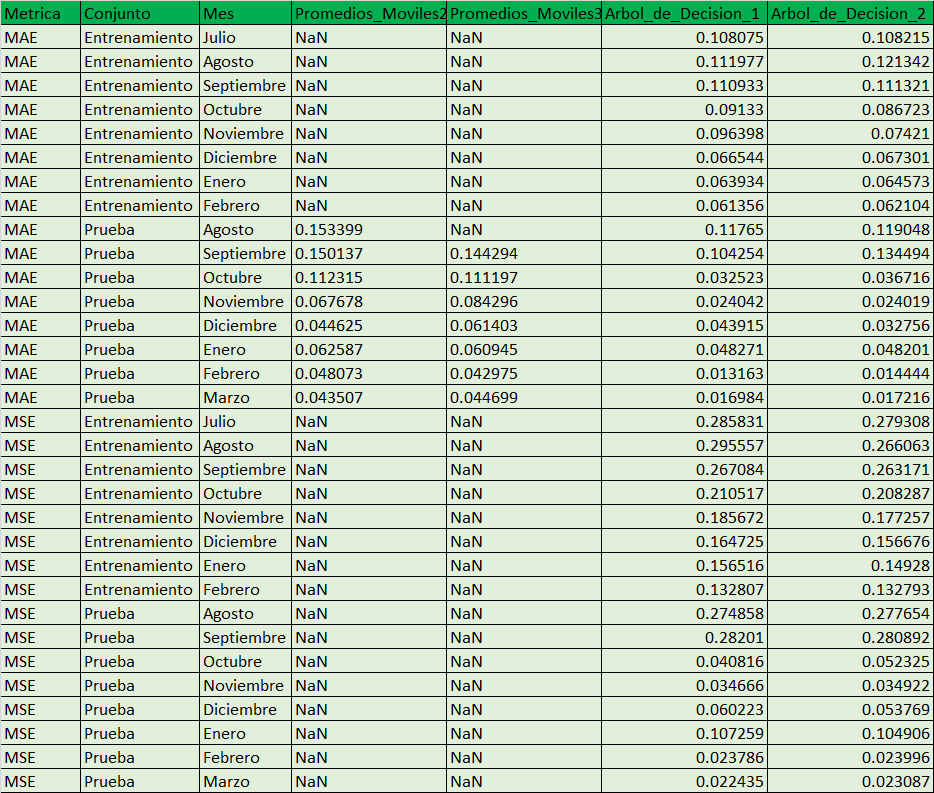 Metrica Conjunto Mes Promedios_Moviles2 Promedios_Moviles3 Arbol_de_Decision_1 Arbol_de_Decision_2
MAE Entrenamiento Julio NaN NaN 0.108075 0.108215
MAE Entrenamiento Agosto NaN NaN 0.111977 0.121342
MAE Entrenamiento Septiembre NaN NaN 0.110933 0.111321
MAE Entrenamiento Octubre NaN NaN 0.09133 0.086723
MAE Entrenamiento Noviembre NaN NaN 0.096398 0.07421
MAE Entrenamiento Diciembre NaN NaN 0.066544 0.067301
MAE Entrenamiento Enero NaN NaN 0.063934 0.064573
MAE Entrenamiento Febrero NaN NaN 0.061356 0.062104
MAE Prueba Agosto 0.153399 NaN 0.11765 0.119048
MAE Prueba Septiembre 0.150137 0.144294 0.104254 0.134494
MAE Prueba Octubre 0.112315 0.111197 0.032523 0.036716
MAE Prueba Noviembre 0.067678 0.084296 0.024042 0.024019
MAE Prueba Diciembre 0.044625 0.061403 0.043915 0.032756
MAE Prueba Enero 0.062587 0.060945 0.048271 0.048201
MAE Prueba Febrero 0.048073 0.042975 0.013163 0.014444
MAE Prueba Marzo 0.043507 0.044699 0.016984 0.017216
MSE Entrenamiento Julio NaN NaN 0.285831 0.279308
MSE Entrenamiento Agosto NaN NaN 0.295557 0.266063
MSE Entrenamiento Septiembre NaN NaN 0.267084 0.263171
MSE Entrenamiento Octubre NaN NaN 0.210517 0.208287
MSE Entrenamiento Noviembre NaN NaN 0.185672 0.177257
MSE Entrenamiento Diciembre NaN NaN 0.164725 0.156676
MSE Entrenamiento Enero NaN NaN 0.156516 0.14928
MSE Entrenamiento Febrero NaN NaN 0.132807 0.132793
MSE Prueba Agosto NaN NaN 0.274858 0.277654
MSE Prueba Septiembre NaN NaN 0.28201 0.280892
MSE Prueba Octubre NaN NaN 0.040816 0.052325
MSE Prueba Noviembre NaN NaN 0.034666 0.034922
MSE Prueba Diciembre NaN NaN 0.060223 0.053769
MSE Prueba Enero NaN NaN 0.107259 0.104906
MSE Prueba Febrero NaN NaN 0.023786 0.023996
MSE Prueba Marzo NaN NaN 0.022435 0.023087